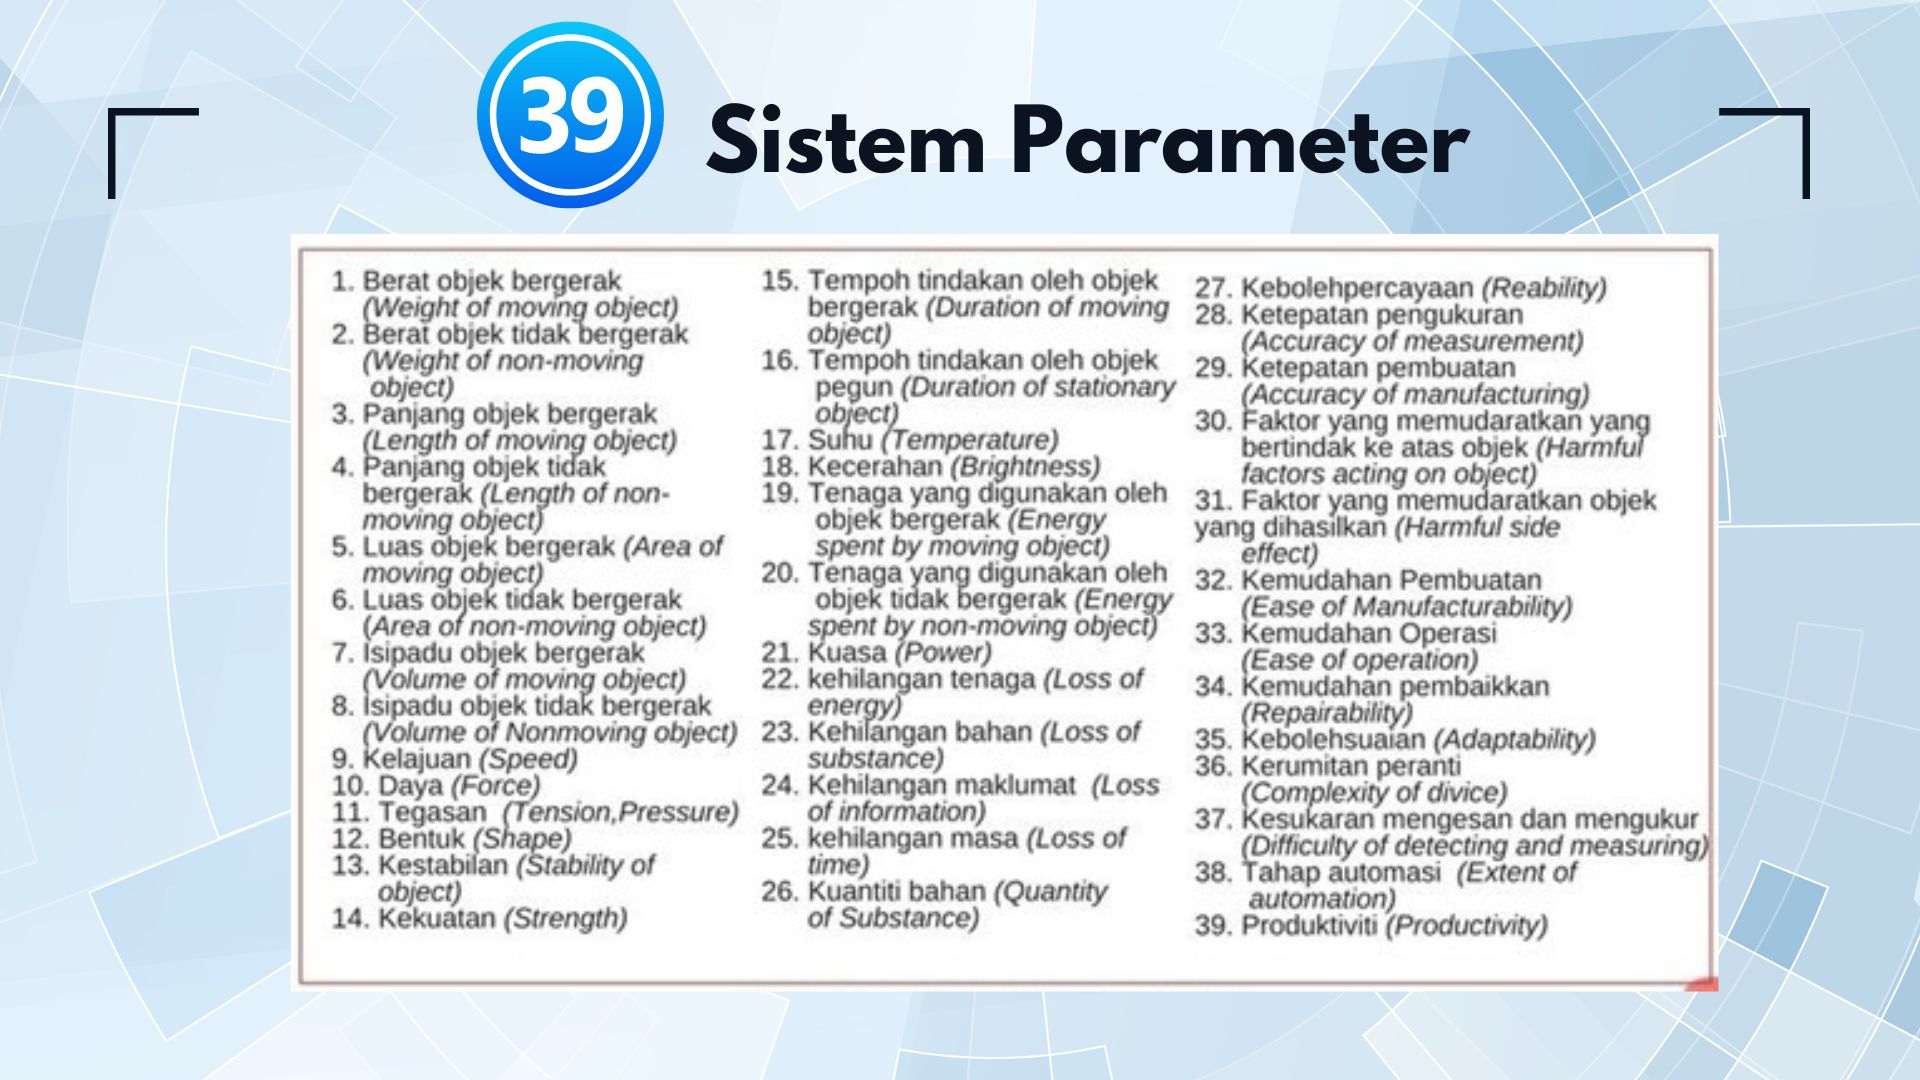 39
Sistem Parameter
1. Berat objek bergerak
(Weight of moving object)
2. Berat objek tidak bergerak
(Weight of non-moving
object)
3. Panjang objek bergerak
(Length of moving object)
4. Panjang objek tidak
bergerak (Length of non-
moving object)
5. Luas objek bergerak (Area of
moving object)
6. Luas objek tidak bergerak
(Area of non-moving object)
7. Isipadu objek bergerak
(Volume of moving object)
8. Isipadu objek tidak bergerak
(Volume of Nonmoving object)
9. Kelajuan (Speed)
10. Daya (Force)
11. Tegasan (Tension,Pressure)
12. Bentuk (Shape)
13. Kestabilan (Stability of
object)
14. Kekuatan (Strength)
15. Tempoh tindakan oleh objek
bergerak (Duration of moving
object)
16. Tempoh tindakan oleh objek
pegun (Duration of stationary
object)
17. Suhu (Temperature)
18. Kecerahan (Brightness)
19. Tenaga yang digunakan oleh
objek bergerak (Energy
spent by moving object)
20. Tenaga yang digunakan oleh
objek tidak bergerak (Energy
spent by non-moving object)
21. Kuasa (Power)
22. kehilangan tenaga (Loss of
energy)
23. Kehilangan bahan (Loss of
substance)
24. Kehilangan maklumat (Loss
of information)
25. kehilangan masa (Loss of
time)
26. Kuantiti bahan (Quantity
of Substance)
27. Kebolehpercayaan (Reability)
28. Ketepatan pengukuran
(Accuracy of measurement)
29. Ketepatan pembuatan
(Accuracy of manufacturing)
30. Faktor yang memudaratkan yang
bertindak ke atas objek (Harmful
factors acting on object)
31. Faktor yang memudaratkan objek
yang dihasilkan (Harmful side
effect)
32. Kemudahan Pembuatan
(Ease of Manufacturability)
33. Kemudahan Operasi
(Ease of operation)
34. Kemudahan pembaikkan
(Repairability)
35. Kebolehsuaian (Adaptability)
36. Kerumitan peranti
(Complexity of divice)
37. Kesukaran mengesan dan mengukur
(Difficulty of detecting and measuring)
38. Tahap automasi (Extent of
automation)
39. Produktiviti (Productivity)